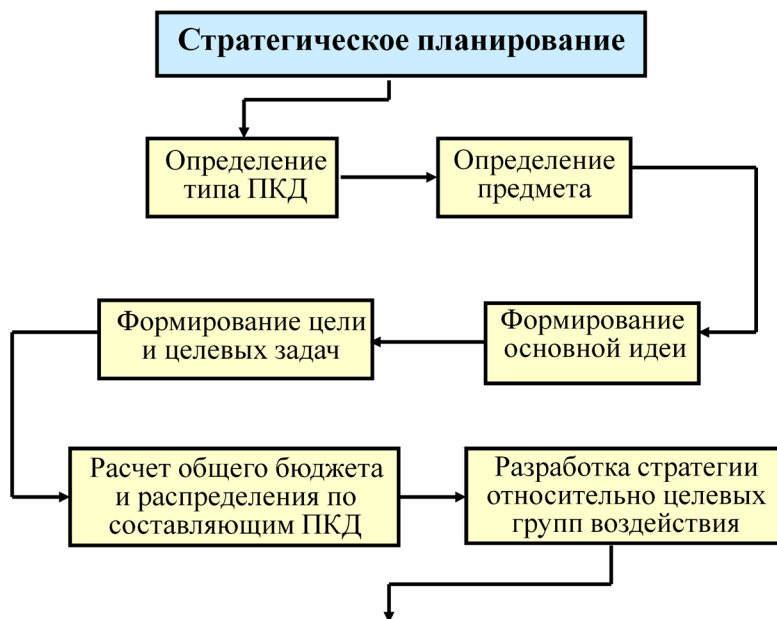 Стратегическое планирование
Определение
типа ПКД
Определение
предмета
Формирование
основной идеи
Формирование цели
и целевых задач
Расчет общего бюджета
и распределения по
составляющим ПКД
Разработка стратегии
относительно целевых
групп воздействия